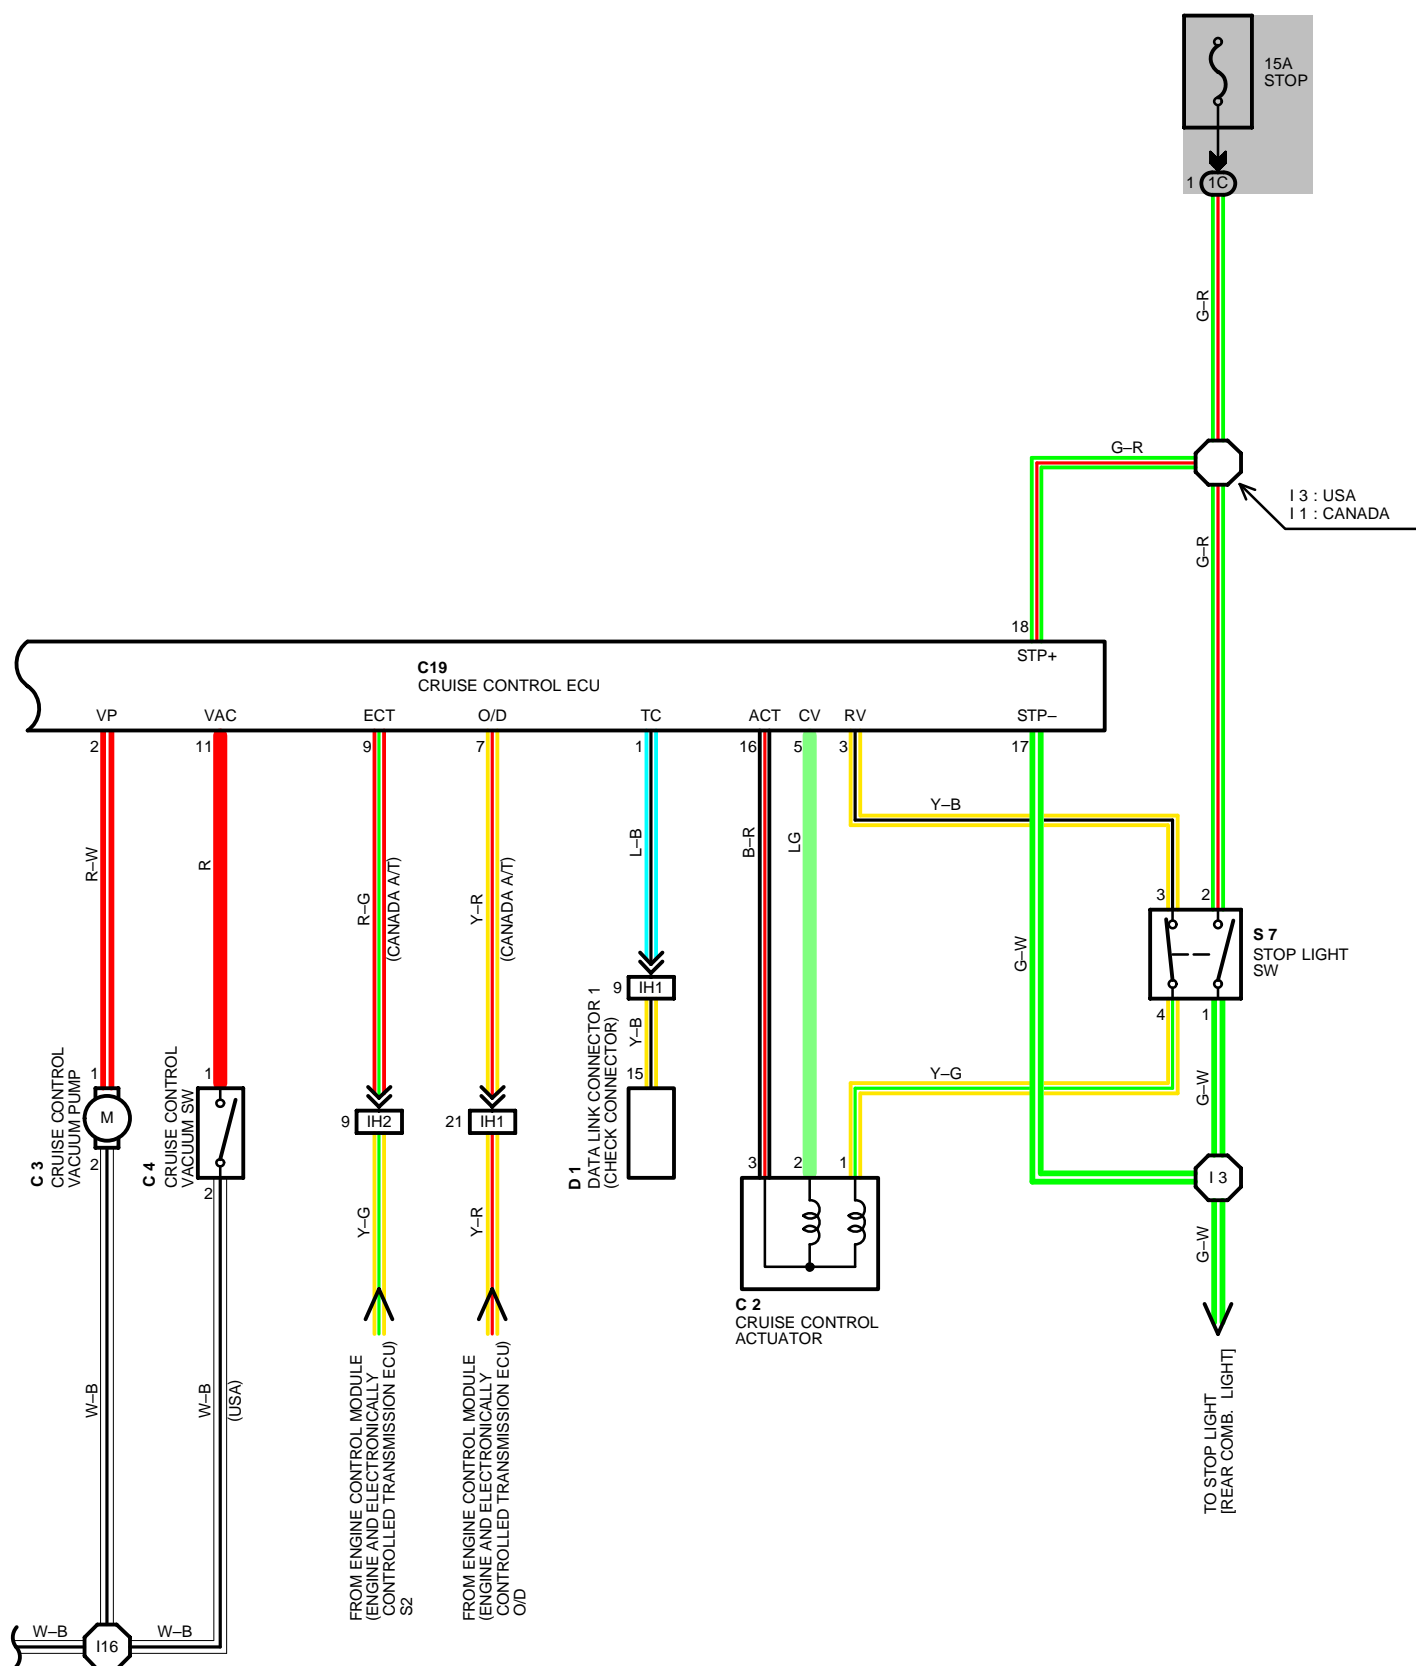 15A
STOP
1
1C
G–R
G–R
I 3 : USA
I 1 : CANADA
G–R
18
STP+
C19
CRUISE CONTROL ECU
VP
VAC
ECT
O/D
TC
ACT
CV
RV
STP–
2
11
9
7
1
16
5
3
17
R–W
R
R–G
(CANADA A/T)
Y–R
(CANADA A/T)
L–B
B–R
LG
Y–B
G–W
3
2
S 7
STOP LIGHT
SW
4
1
9
IH1
Y–B
15
D 1
DATA LINK CONNECTOR 1
(CHECK CONNECTOR)
Y–G
G–W
1
M
2
C 3
CRUISE CONTROL
VACUUM PUMP
1
2
C 4
CRUISE CONTROL
VACUUM SW
9
IH2
21
IH1
3
2
1
I 3
Y–G
Y–R
G–W
C 2
CRUISE CONTROL
ACTUATOR
W–B
W–B
(USA)
FROM ENGINE CONTROL MODULE
(ENGINE AND ELECTRONICALLY
CONTROLLED TRANSMISSION ECU)
S2
FROM ENGINE CONTROL MODULE
(ENGINE AND ELECTRONICALLY
CONTROLLED TRANSMISSION ECU)
O/D
TO STOP LIGHT
[REAR COMB. LIGHT]
W–B
I16
W–B